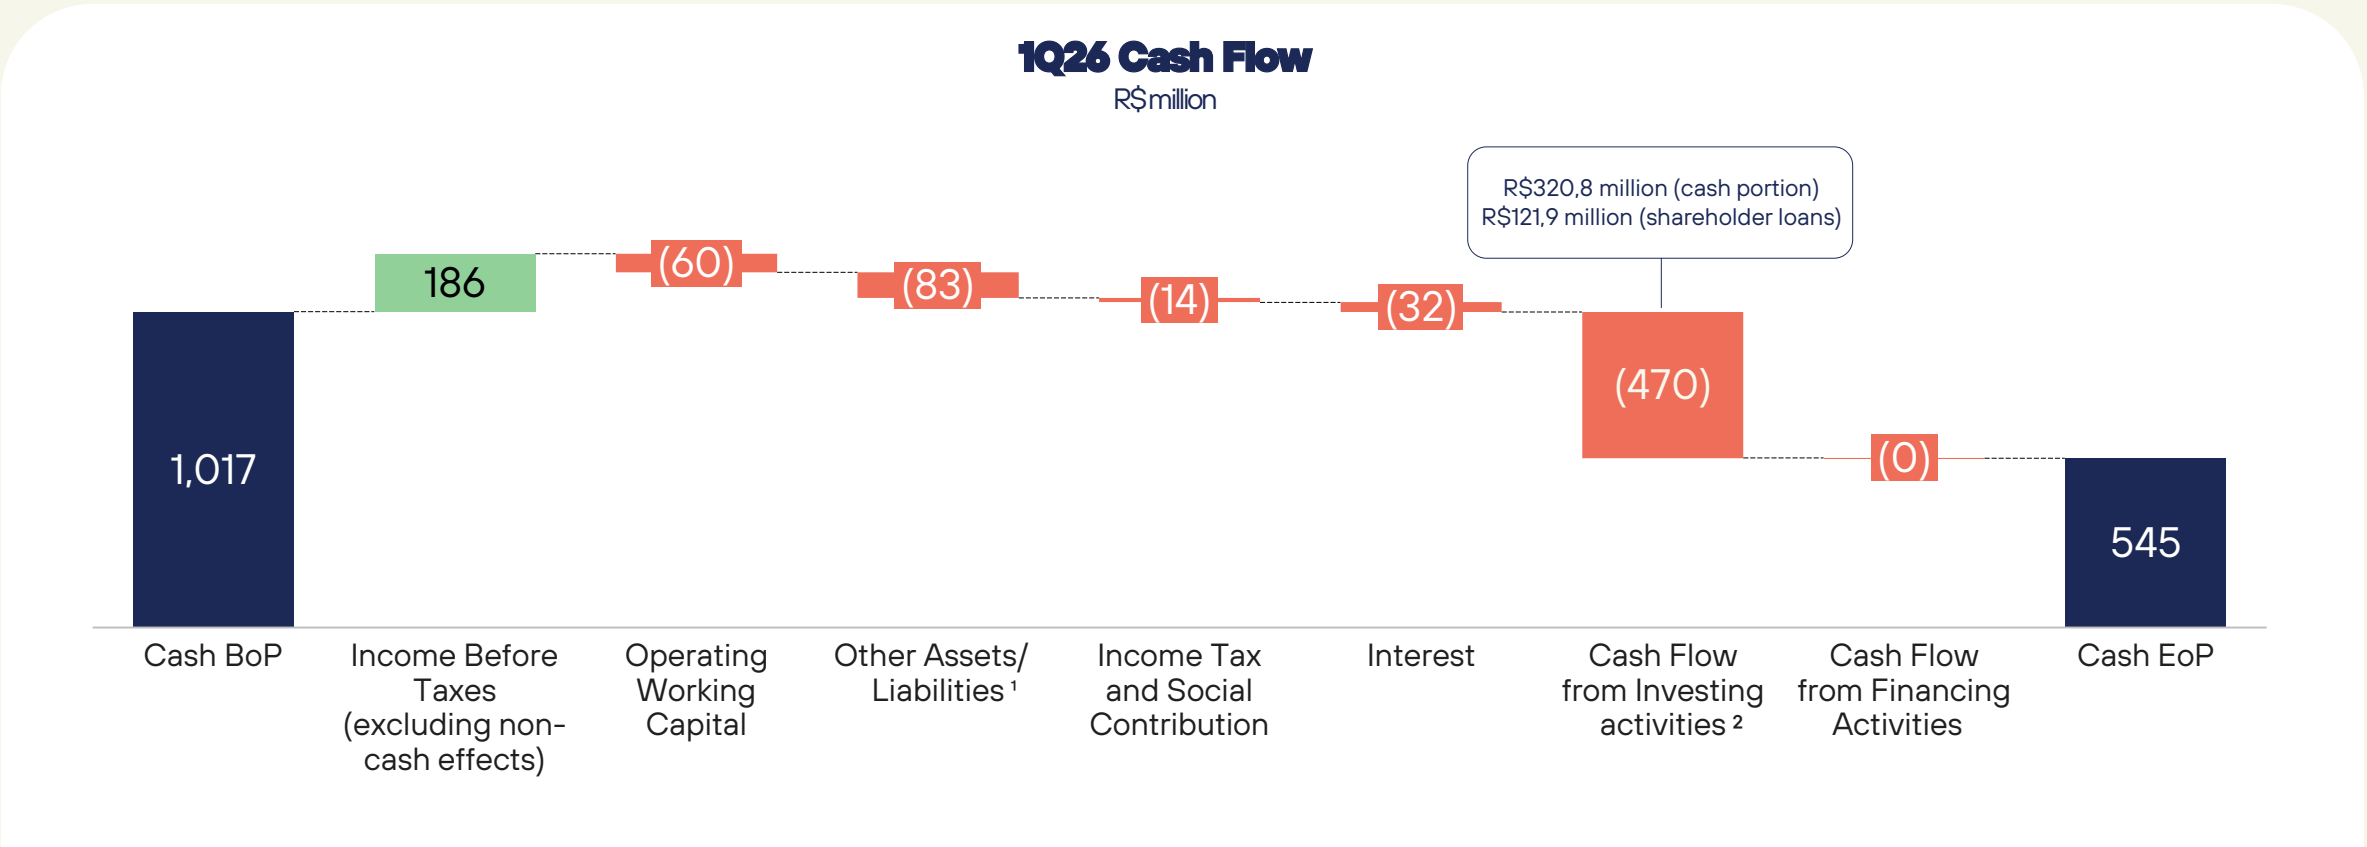 1Q26 Cash Flow
R$million
R$320,8 million (cash portion)
R$121,9 million (shareholder loans)
1,017
186
(60)
(83)
(14)
(32)
(470)
(0)
545
Cash BoP
Income Before
Taxes
(excluding non-
cash effects)
Operating
Working
Capital
Other Assets/
Liabilities ¹
Income Tax
and Social
Contribution
Interest
Cash Flow
from Investing
activities ²
Cash Flow
from Financing
Activities
Cash EoP